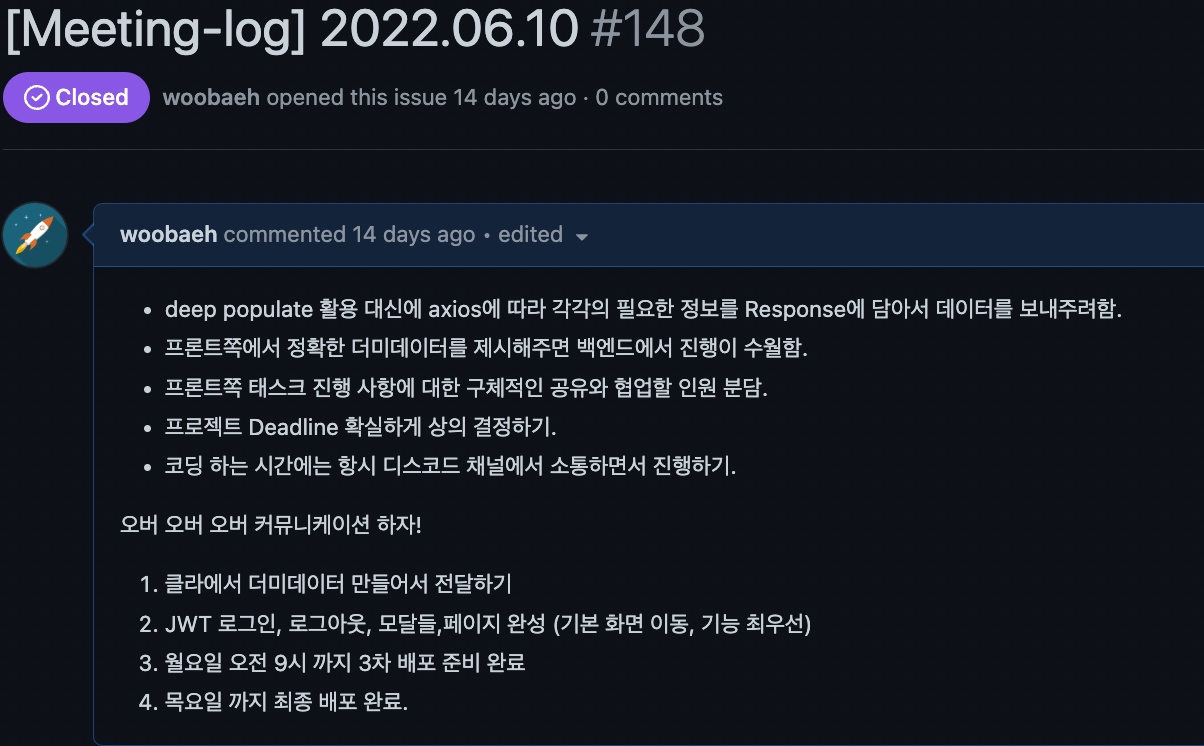 [Meeting-log] 2022.06.10 #148
Closed woobaeh opened this issue 14 days ago · 0 comments
woobaeh commented 14 days ago • edited
• deep populate 활용 대신에 axios에 따라 각각의 필요한 정보를 Response에 담아서 데이터를 보내주려함.
• 프론트쪽에서 정확한 더미데이터를 제시해주면 백엔드에서 진행이 수월함.
• 프론트쪽 태스크 진행 사항에 대한 구체적인 공유와 협업할 인원 분담.
• 프로젝트 Deadline 확실하게 상의 결정하기.
• 코딩 하는 시간에는 항시 디스코드 채널에서 소통하면서 진행하기.
오버 오버 오버 커뮤니케이션 하자!
1. 클라에서 더미데이터 만들어서 전달하기
2. JWT 로그인, 로그아웃, 모달들,페이지 완성 (기본 화면 이동, 기능 최우선)
3. 월요일 오전 9시 까지 3차 배포 준비 완료
4. 목요일 까지 최종 배포 완료.